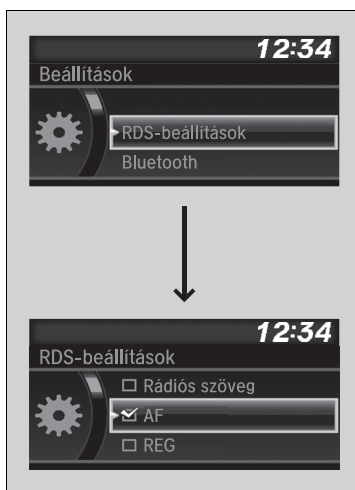 12:34
Beállítások
RDS-beállítások
Bluetooth
12:34
RDS-beállítások
Rádiós szöveg
AF
REG